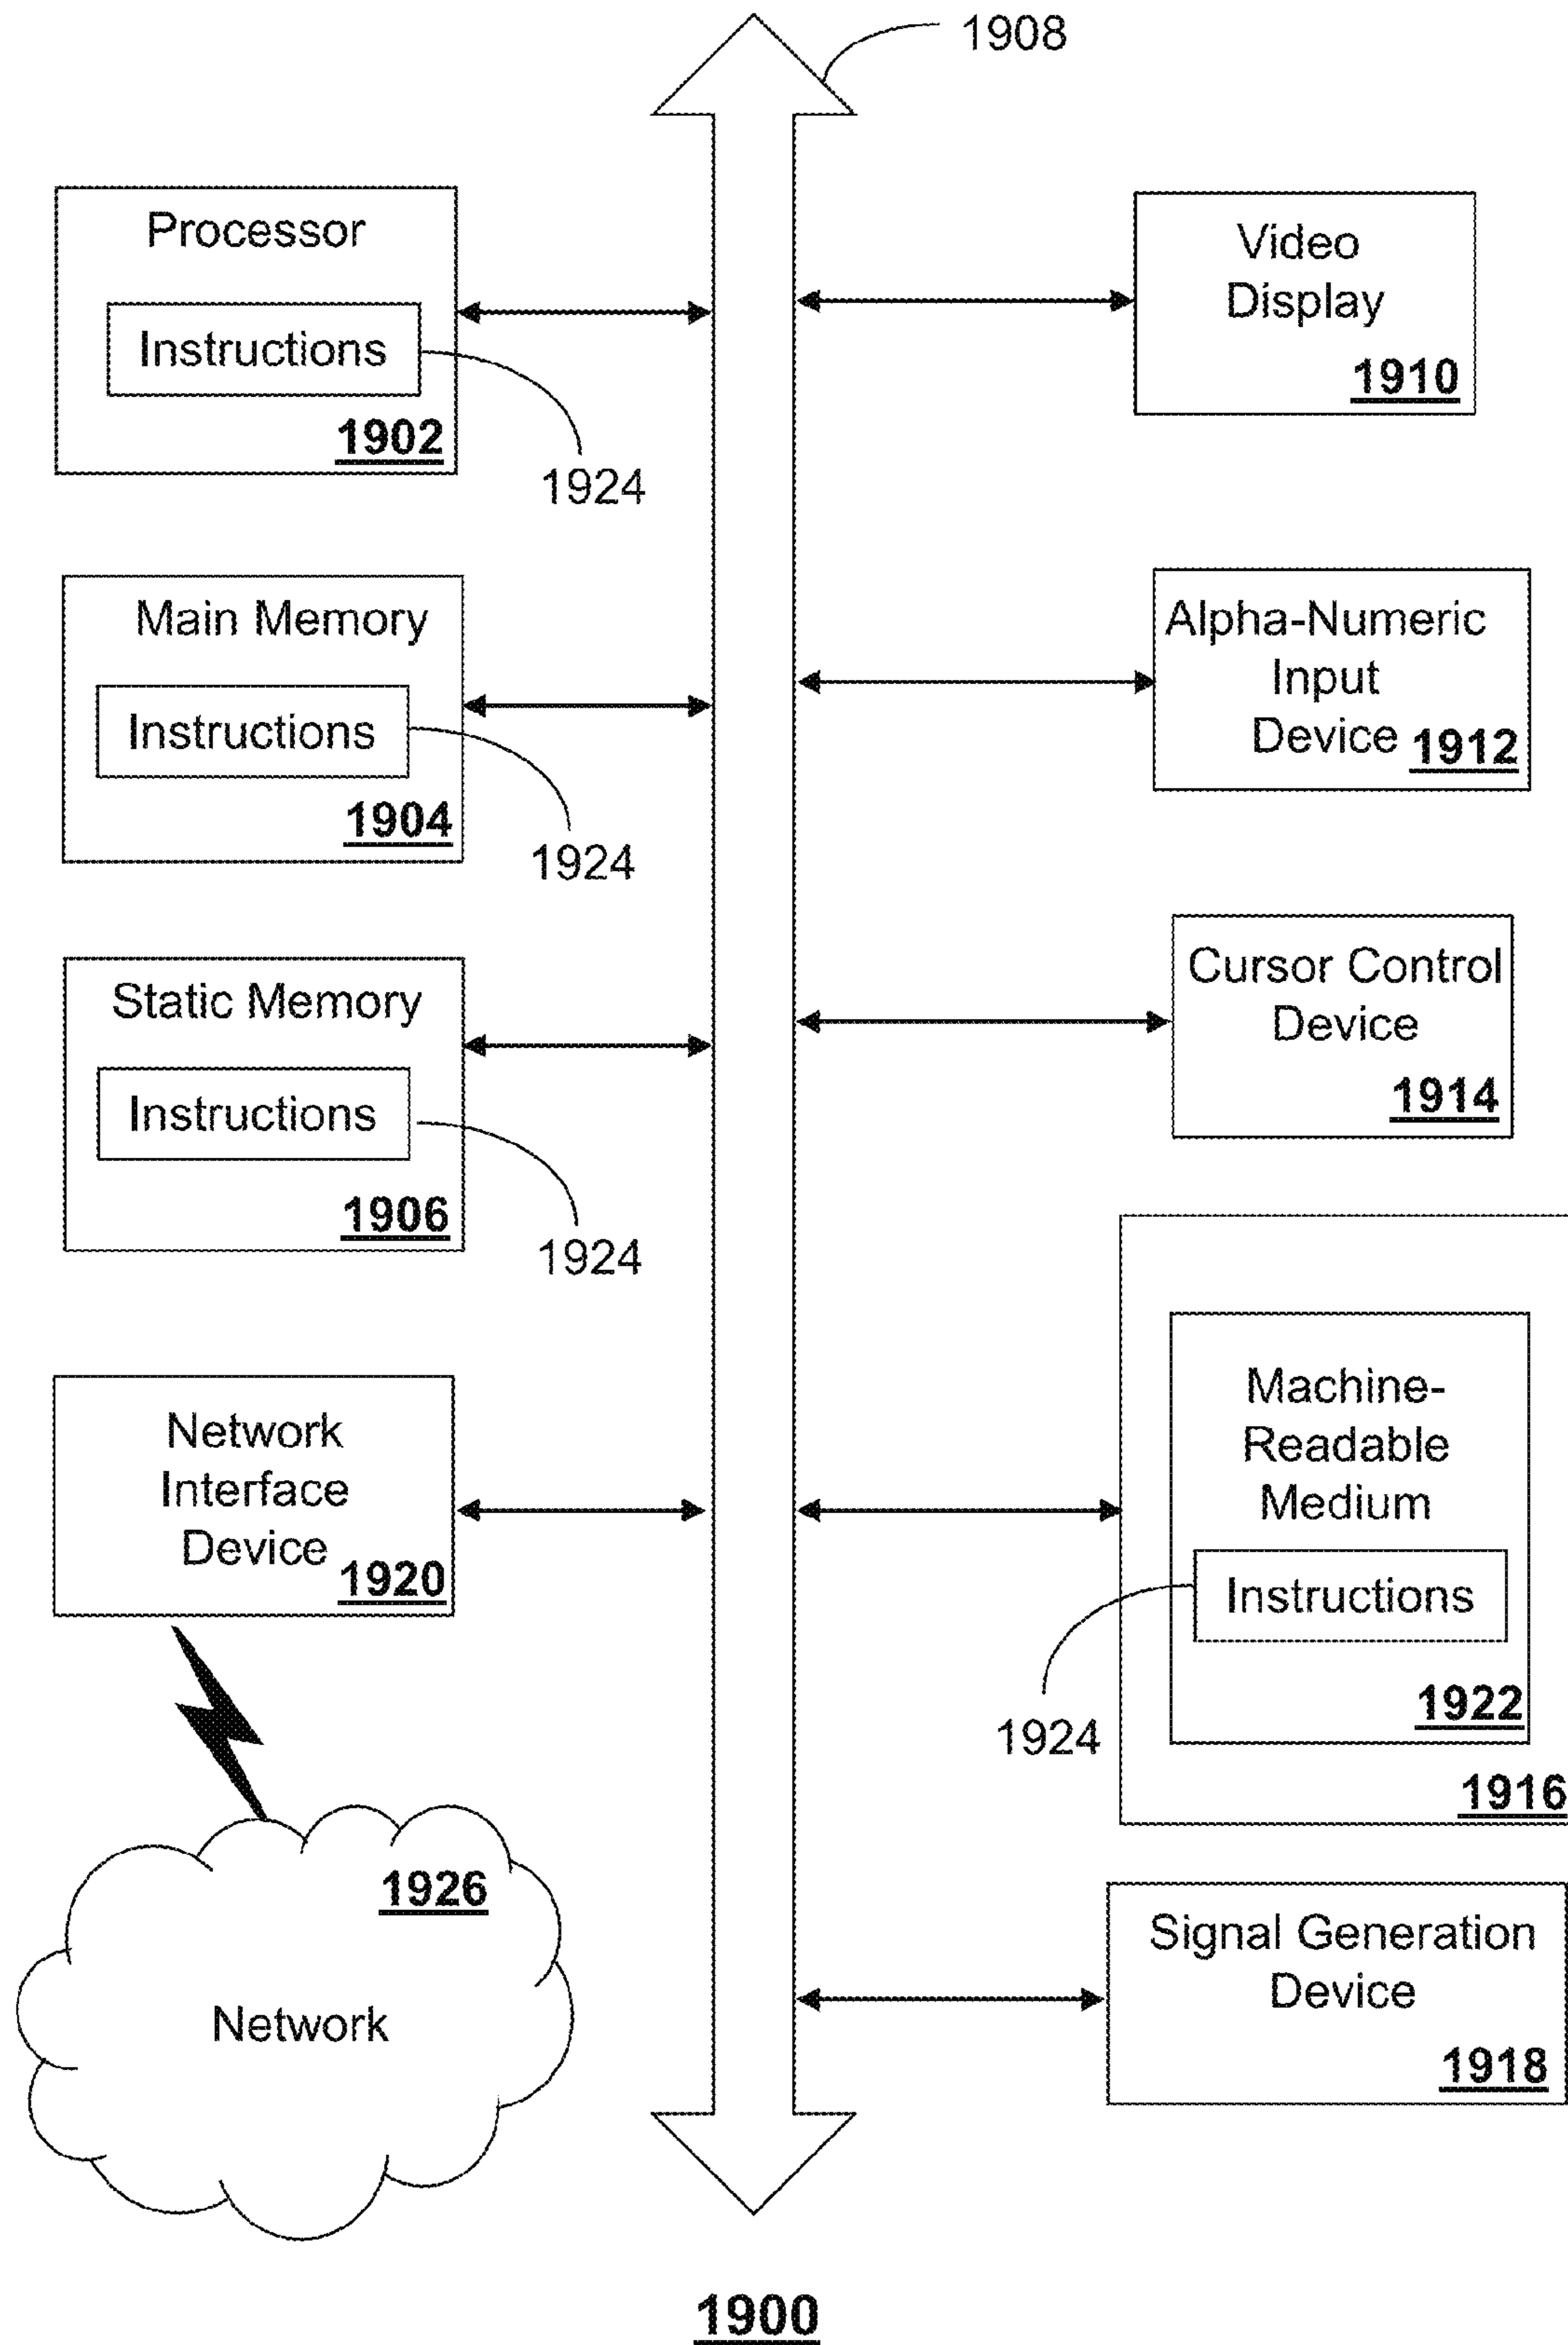 1908
Processor
Instructions
1902
1924
Main Memory
Instructions
1904
1924
Static Memory
Instructions
1906
1924
Network
Interface
Device
1920
1926
Network
Video
Display
1910
Alpha-Numeric
Input
Device 1912
Cursor Control
Device
1914
Machine-
Readable
Medium
Instructions
1922
1924
1916
Signal Generation
Device
1918
1900